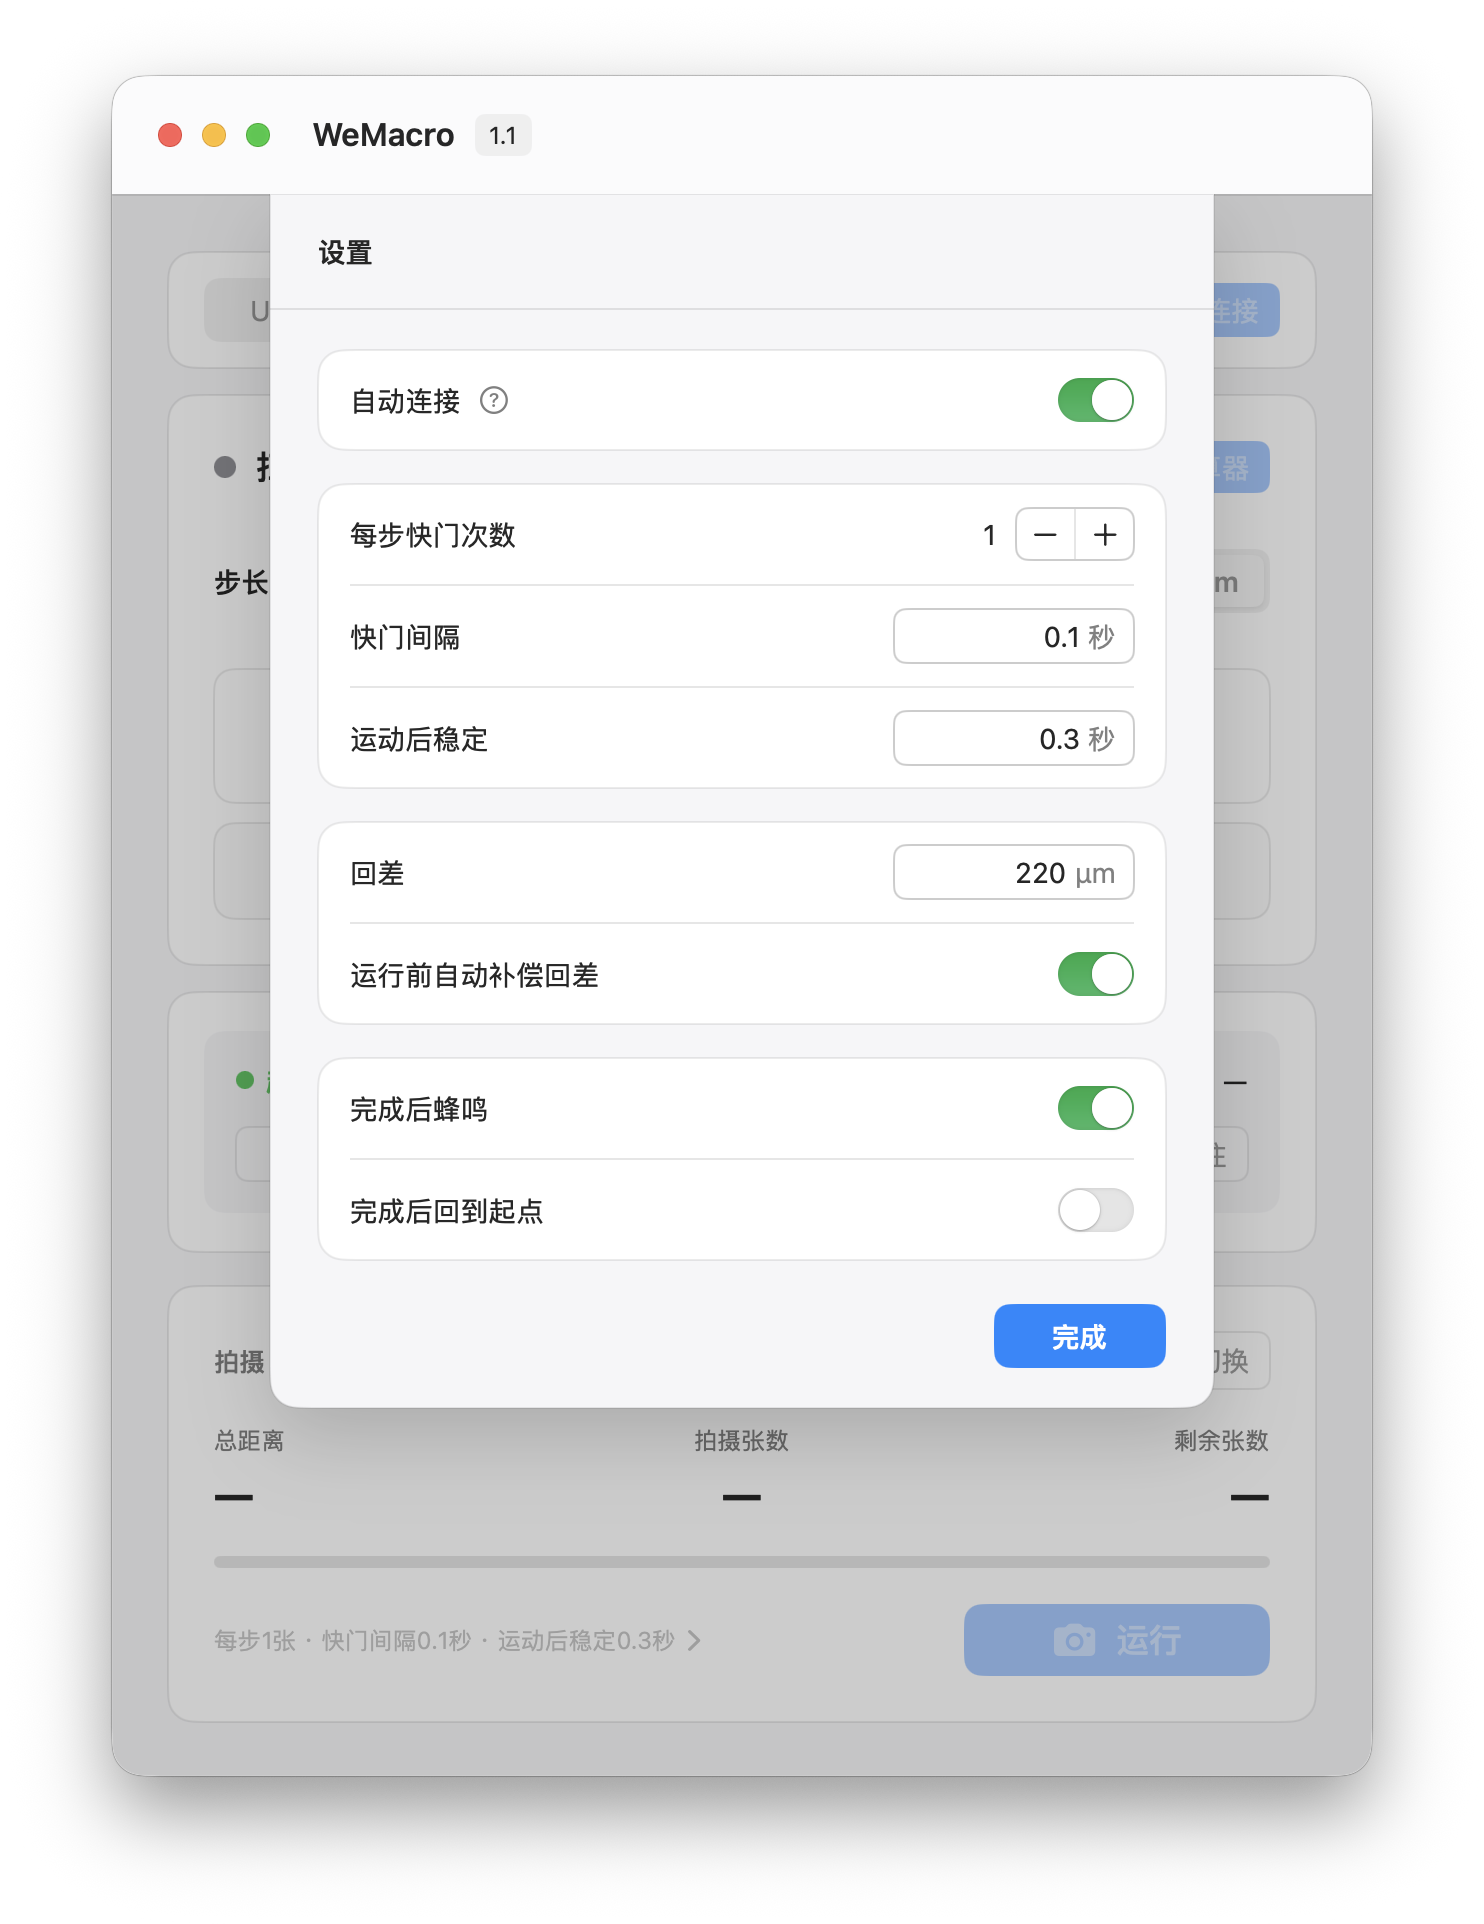 WeMacro 1.1
设置
自动连接 ?
每步快门次数 1
快门间隔 0.1 秒
运动后稳定 0.3 秒
回差 220 µm
运行前自动补偿回差
完成后蜂鸣
完成后回到起点
完成
连接
器
步长
m
拍摄
换
总距离 拍摄张数 剩余张数
— — —
每步1张 · 快门间隔0.1秒 · 运动后稳定0.3秒
运行